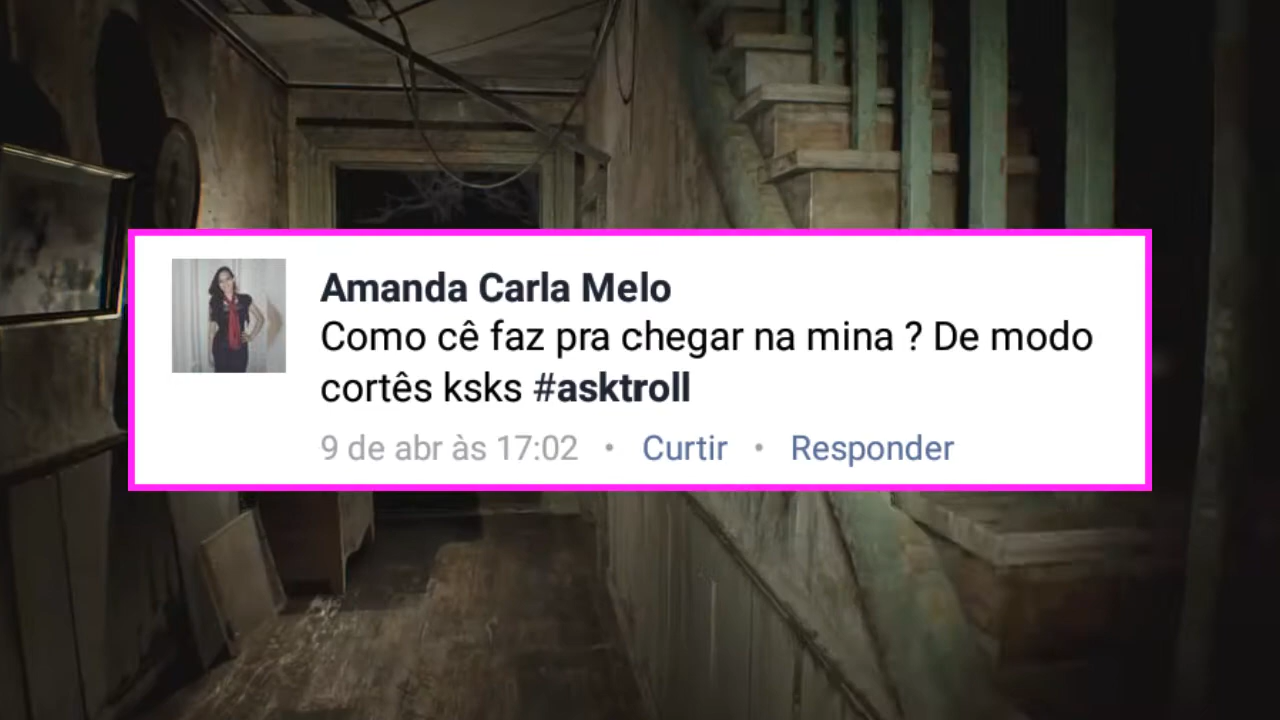 Amanda Carla Melo
Como cê faz pra chegar na mina ? De modo
cortês ksks #asktroll
9 de abr às 17:02 • Curtir • Responder